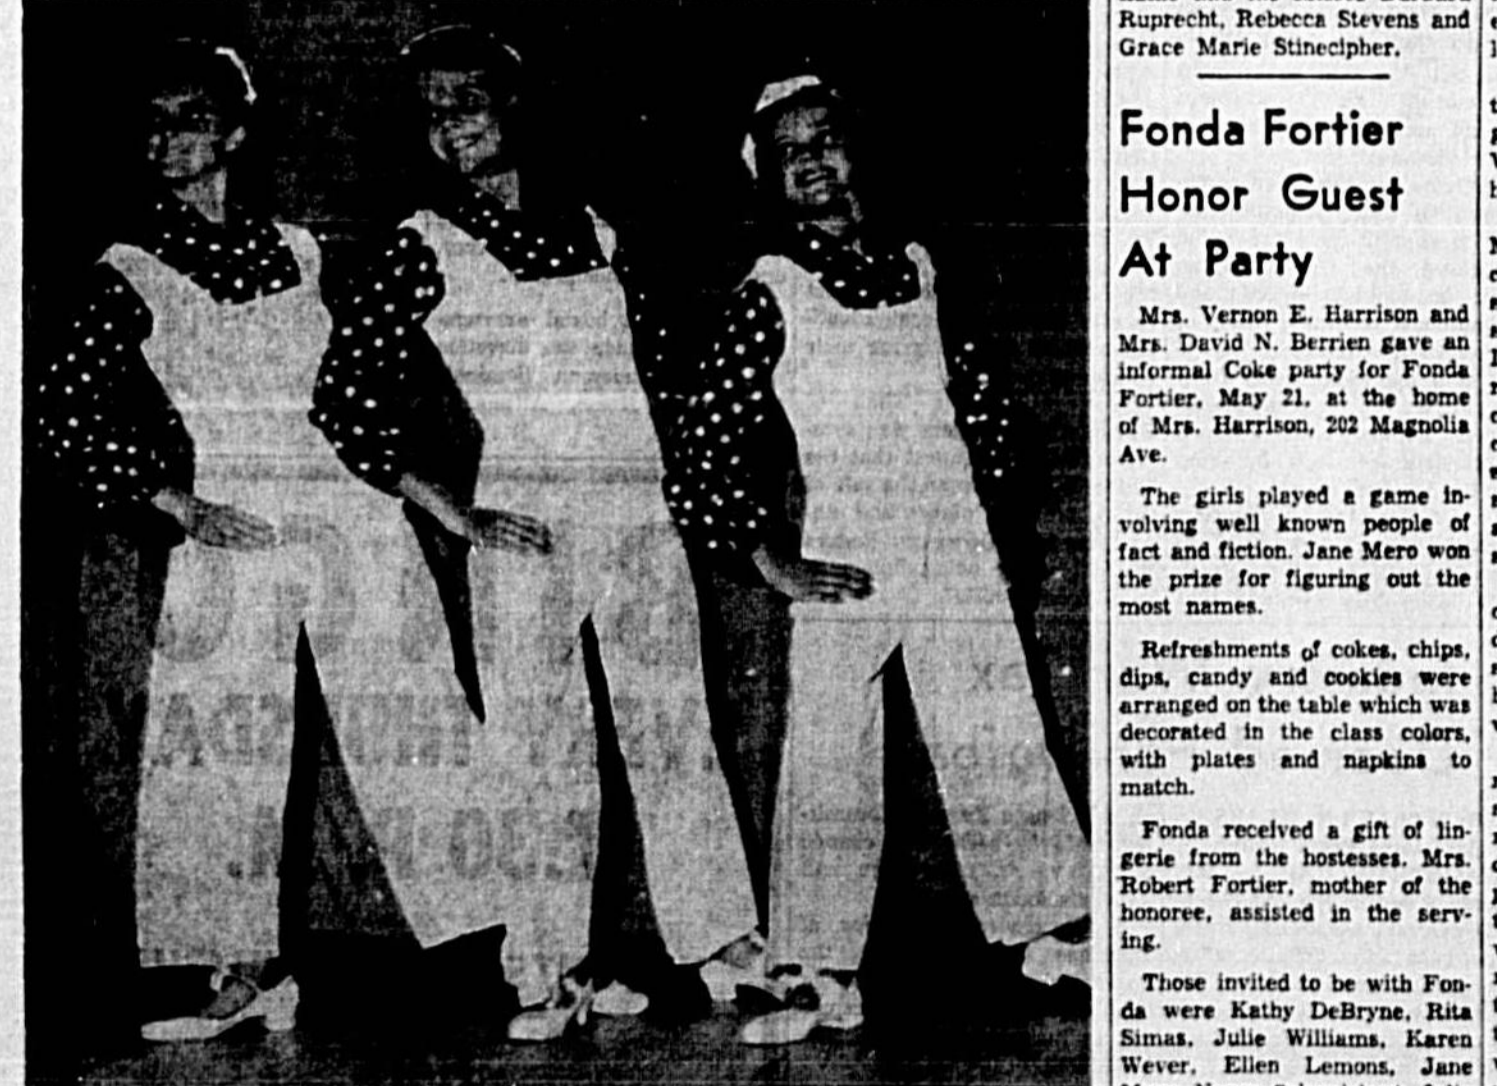 Ruprecht, Rebecca Stevens and
Grace Marie Stinecipher.
Fonda Fortier
Honor Guest
At Party
Mrs. Vernon E. Harrison and
Mrs. David N. Berrien gave an
informal Coke party for Fonda
Fortier, May 21, at the home
of Mrs. Harrison, 202 Magnolia
Ave.
The girls played a game in-
volving well known people of
fact and fiction. Jane Mero won
the prize for figuring out the
most names.
Refreshments of cokes, chips,
dips, candy and cookies were
arranged on the table which was
decorated in the class colors,
with plates and napkins to
match.
Fonda received a gift of lin-
gerie from the hostesses. Mrs.
Robert Fortier, mother of the
honoree, assisted in the serv-
ing.
Those invited to be with Fon-
da were Kathy DeBryne, Rita
Simas, Julie Williams, Karen
Wever, Ellen Lemons, Jane